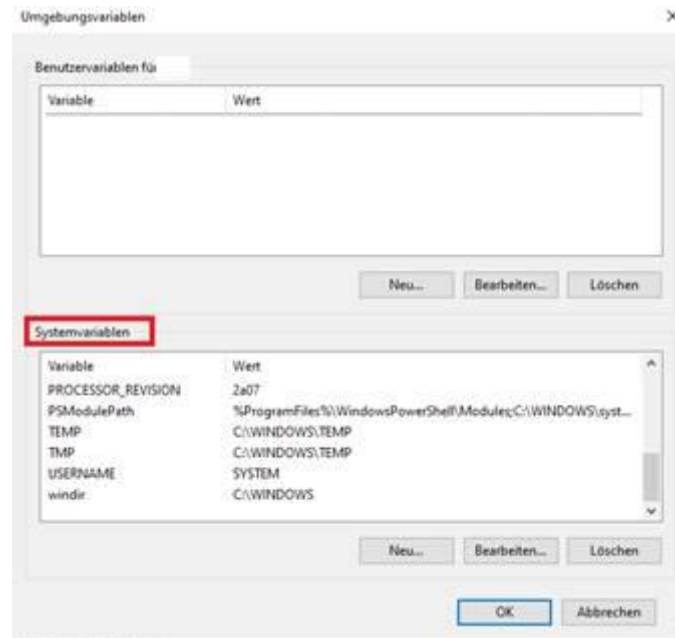 Umgebungsvariablen
Benutzervariablen für
Variable Wert
Neu... Bearbeiten... Löschen
Systemvariablen
Variable Wert
PROCESSOR_REVISION 2a07
PSModulePath %ProgramFiles%\WindowsPowerShell\Modules;C:\WINDOWS\syst...
TEMP C:\WINDOWS\TEMP
TMP C:\WINDOWS\TEMP
USERNAME SYSTEM
windir C:\WINDOWS
Neu... Bearbeiten... Löschen
OK Abbrechen